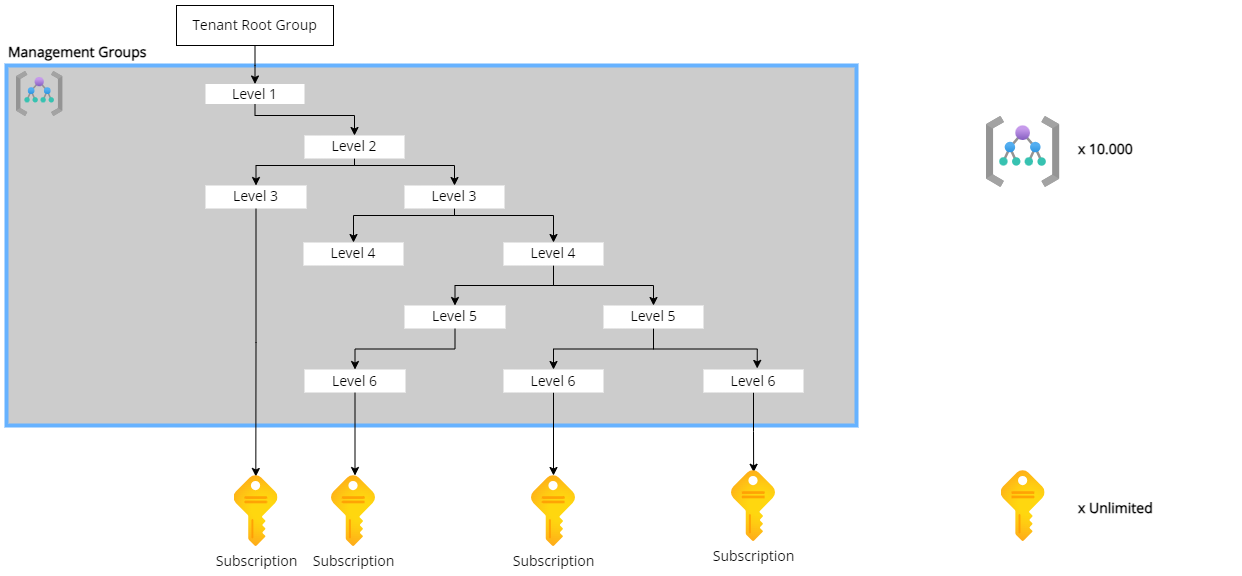 Tenant Root Group
Management Groups
Level 1
Level 2
x 10.000
Level 3
Level 3
Level 4
Level 4
Level 5
Level 5
Level 6
Level 6
Level 6
x Unlimited
Subscription
Subscription
Subscription
Subscription